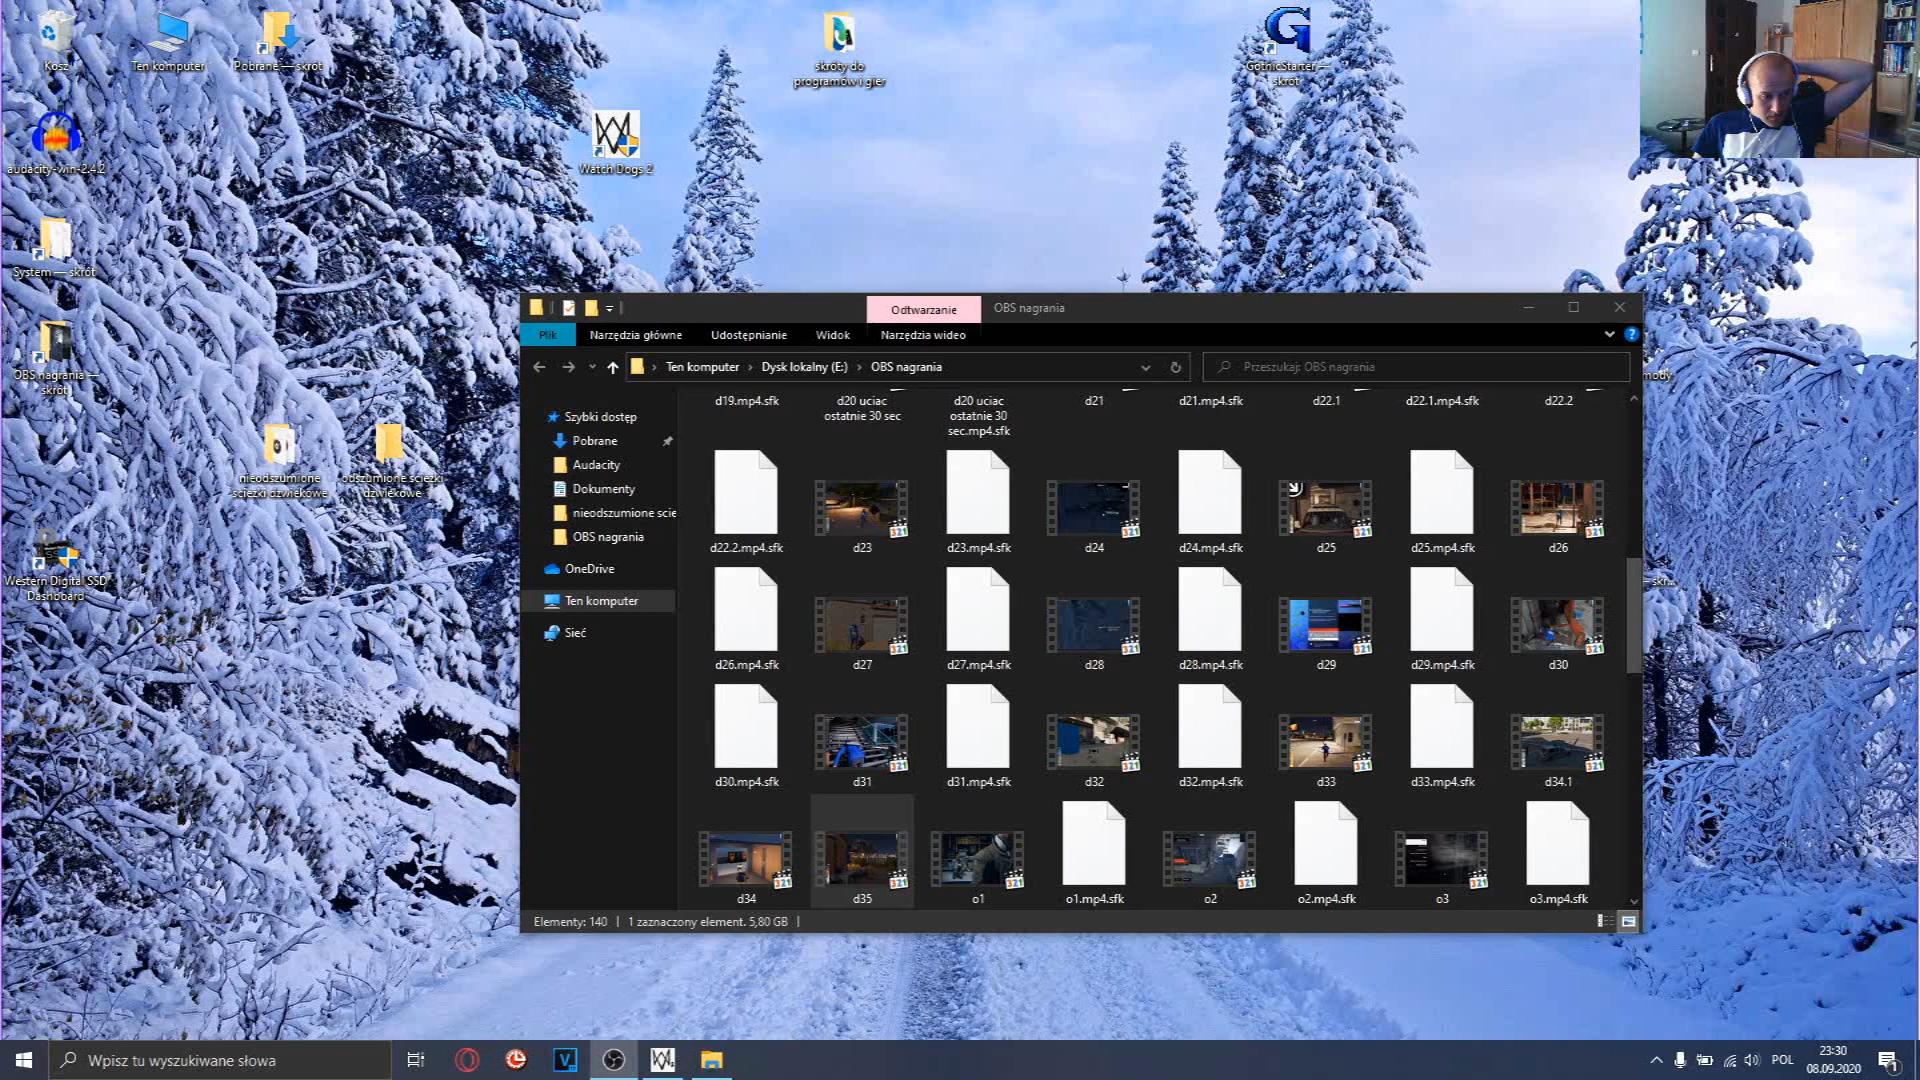 Kosz
Ten komputer
Pobrane — skrót
skróty do
programów i gier
GothicStarter —
skrót
audacity-win-2.4.2
Watch Dogs 2
System — skrót
OBS nagrania —
skrót
nieodszumione
sciezki dzwiekowe
odszumione sciezki
dzwiekowe
Western Digital SSD
Dashboard
mody
— skr...
Odtwarzanie
OBS nagrania
Plik
Narzędzia główne
Udostępnianie
Widok
Narzędzia wideo
Ten komputer
Dysk lokalny (E:)
OBS nagrania
Przeszukaj: OBS nagrania
Szybki dostęp
Pobrane
Audacity
Dokumenty
nieodszumione scie
OBS nagrania
OneDrive
Ten komputer
Sieć
d19.mp4.sfk
d20 uciac
ostatnie 30 sec
d20 uciac
ostatnie 30
sec.mp4.sfk
d21
d21.mp4.sfk
d22.1
d22.1.mp4.sfk
d22.2
d22.2.mp4.sfk
d23
d23.mp4.sfk
d24
d24.mp4.sfk
d25
d25.mp4.sfk
d26
d26.mp4.sfk
d27
d27.mp4.sfk
d28
d28.mp4.sfk
d29
d29.mp4.sfk
d30
d30.mp4.sfk
d31
d31.mp4.sfk
d32
d32.mp4.sfk
d33
d33.mp4.sfk
d34.1
d34
d35
o1
o1.mp4.sfk
o2
o2.mp4.sfk
o3
o3.mp4.sfk
Elementy: 140
1 zaznaczony element. 5,80 GB
Wpisz tu wyszukiwane słowa
POL
23:30
08.09.2020